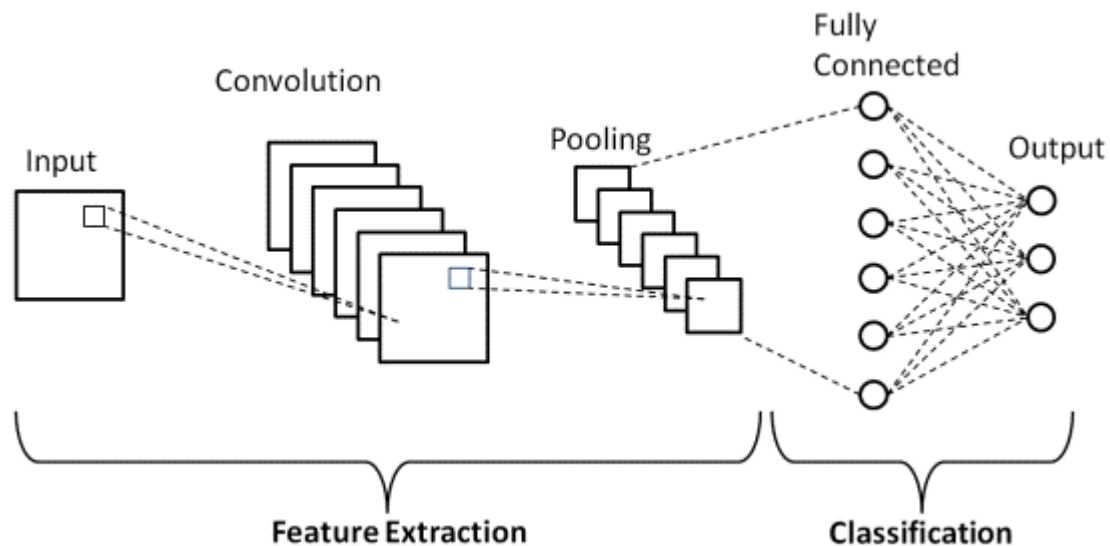 Input
Convolution
Pooling
Fully
Connected
Output
Feature Extraction
Classification